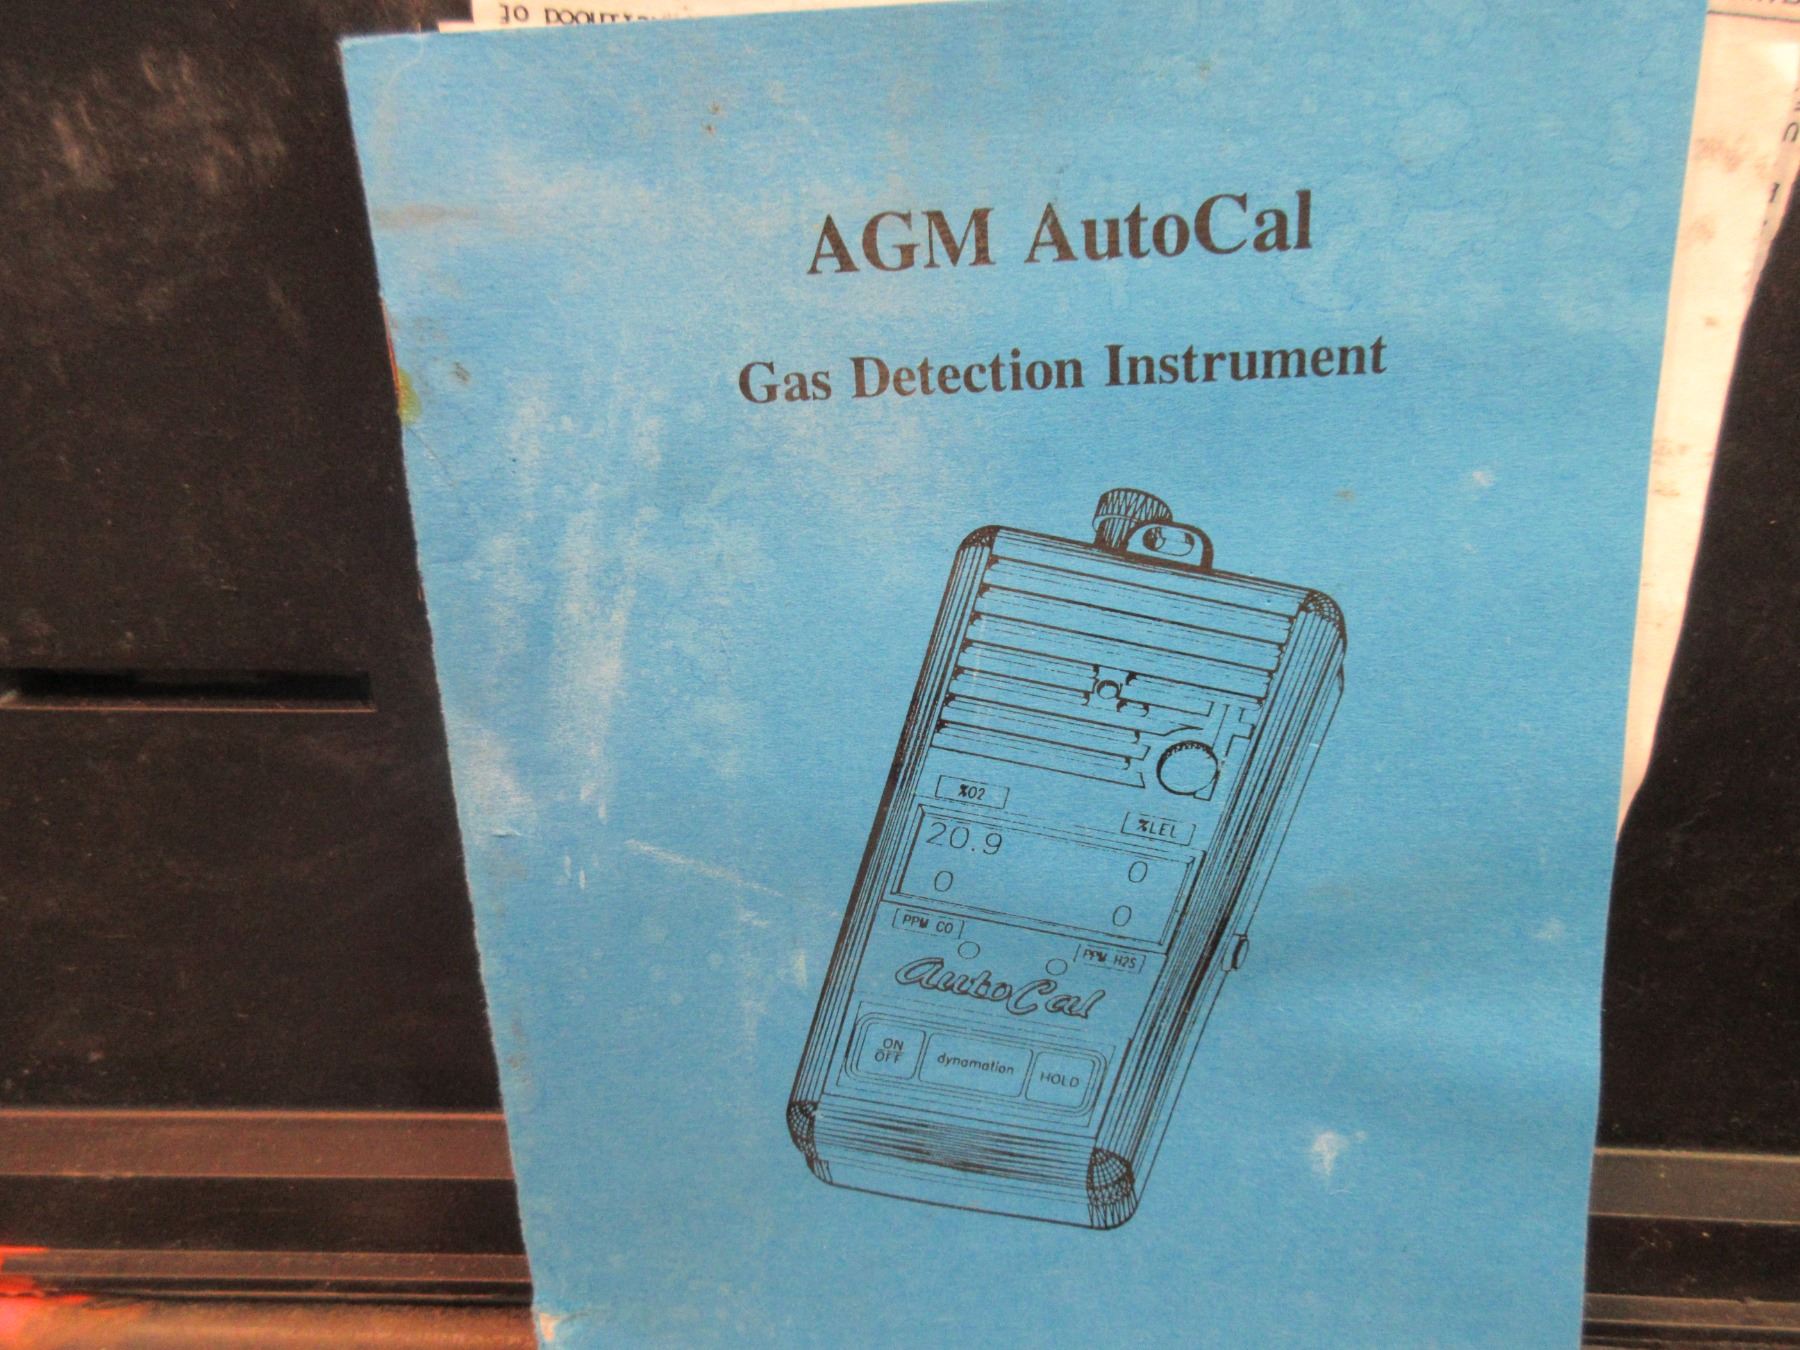 AGM AutoCal
Gas Detection Instrument
%O2
%LEL
20.9 0
0 0
PPM CO
PPM H2S
AutoCal
ON OFF
dynamation
HOLD